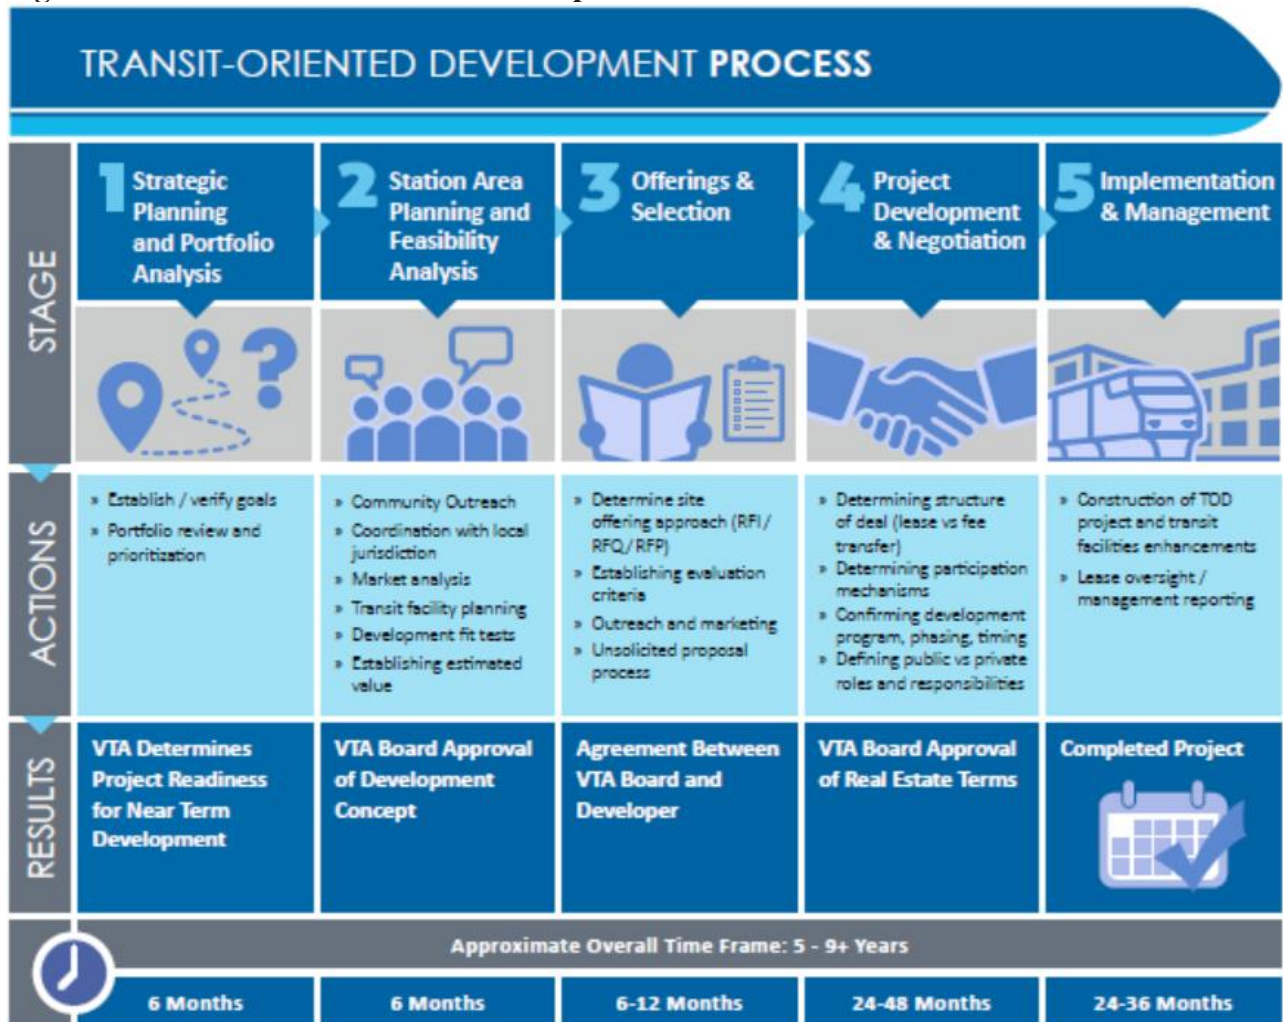 TRANSIT-ORIENTED DEVELOPMENT PROCESS
STAGE
1 Strategic
Planning
and Portfolio
Analysis
2 Station Area
Planning and
Feasibility
Analysis
3 Offerings &
Selection
4 Project
Development
& Negotiation
5 Implementation
& Management
ACTIONS
» Establish / verify goals
» Portfolio review and
prioritization
» Community Outreach
» Coordination with local
jurisdiction
» Market analysis
» Transit facility planning
» Development fit tests
» Establishing estimated
value
» Determine site
offering approach (RFI/
RFQ/RFP)
» Establishing evaluation
criteria
» Outreach and marketing
» Unsolicited proposal
process
» Determining structure
of deal (lease vs fee
transfer)
» Determining participation
mechanisms
» Confirming development
program, phasing, timing
» Defining public vs private
roles and responsibilities
» Construction of TOD
project and transit
facilities enhancements
» Lease oversight /
management reporting
RESULTS
VTA Determines
Project Readiness
for Near Term
Development
VTA Board Approval
of Development
Concept
Agreement Between
VTA Board and
Developer
VTA Board Approval
of Real Estate Terms
Completed Project
Approximate Overall Time Frame: 5 - 9+ Years
6 Months
6 Months
6-12 Months
24-48 Months
24-36 Months